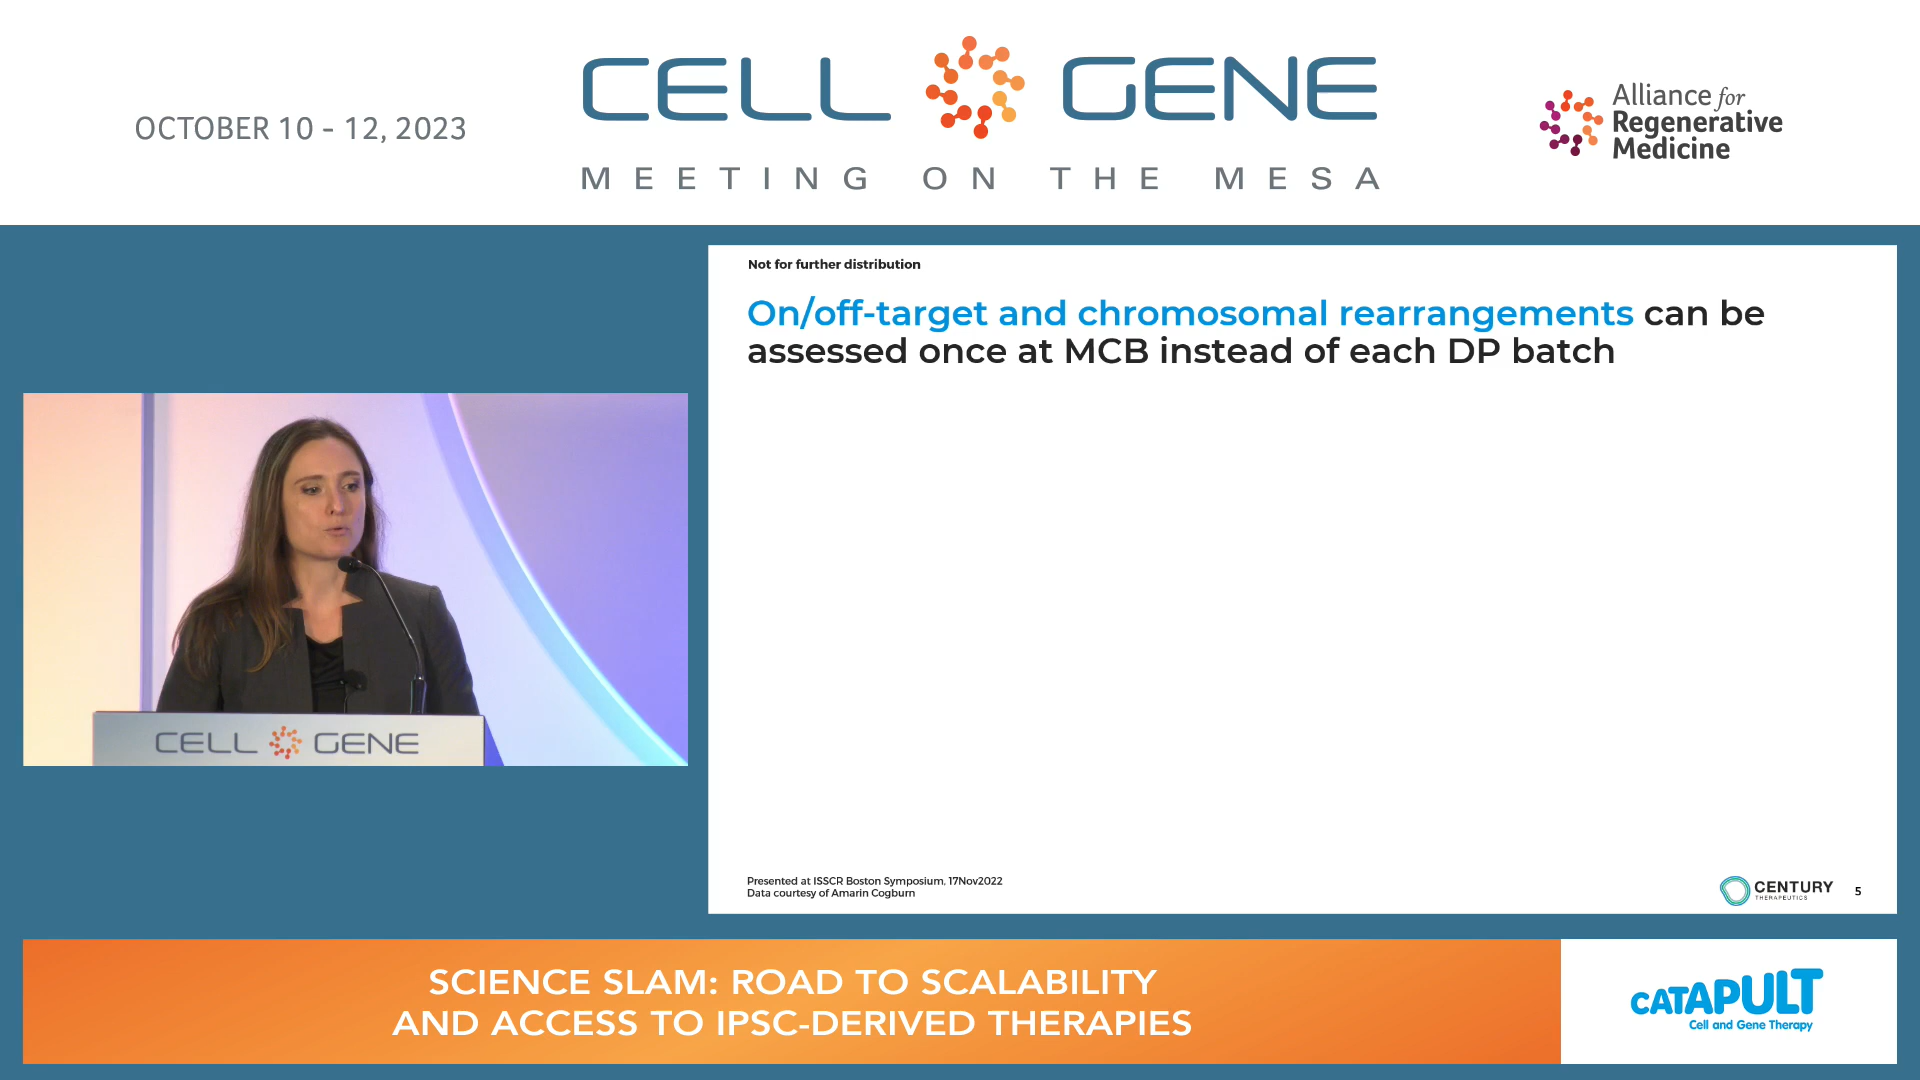 OCTOBER 10 - 12, 2023
CELL GENE
MEETING ON THE MESA
Alliance for
Regenerative
Medicine
Not for further distribution
On/off-target and chromosomal rearrangements can be
assessed once at MCB instead of each DP batch
CELL GENE
Presented at ISSCR Boston Symposium, 17Nov2022
Data courtesy of Amarin Cogburn
CENTURY
THERAPEUTICS
5
SCIENCE SLAM: ROAD TO SCALABILITY
AND ACCESS TO IPSC-DERIVED THERAPIES
CATAPULT
Cell and Gene Therapy